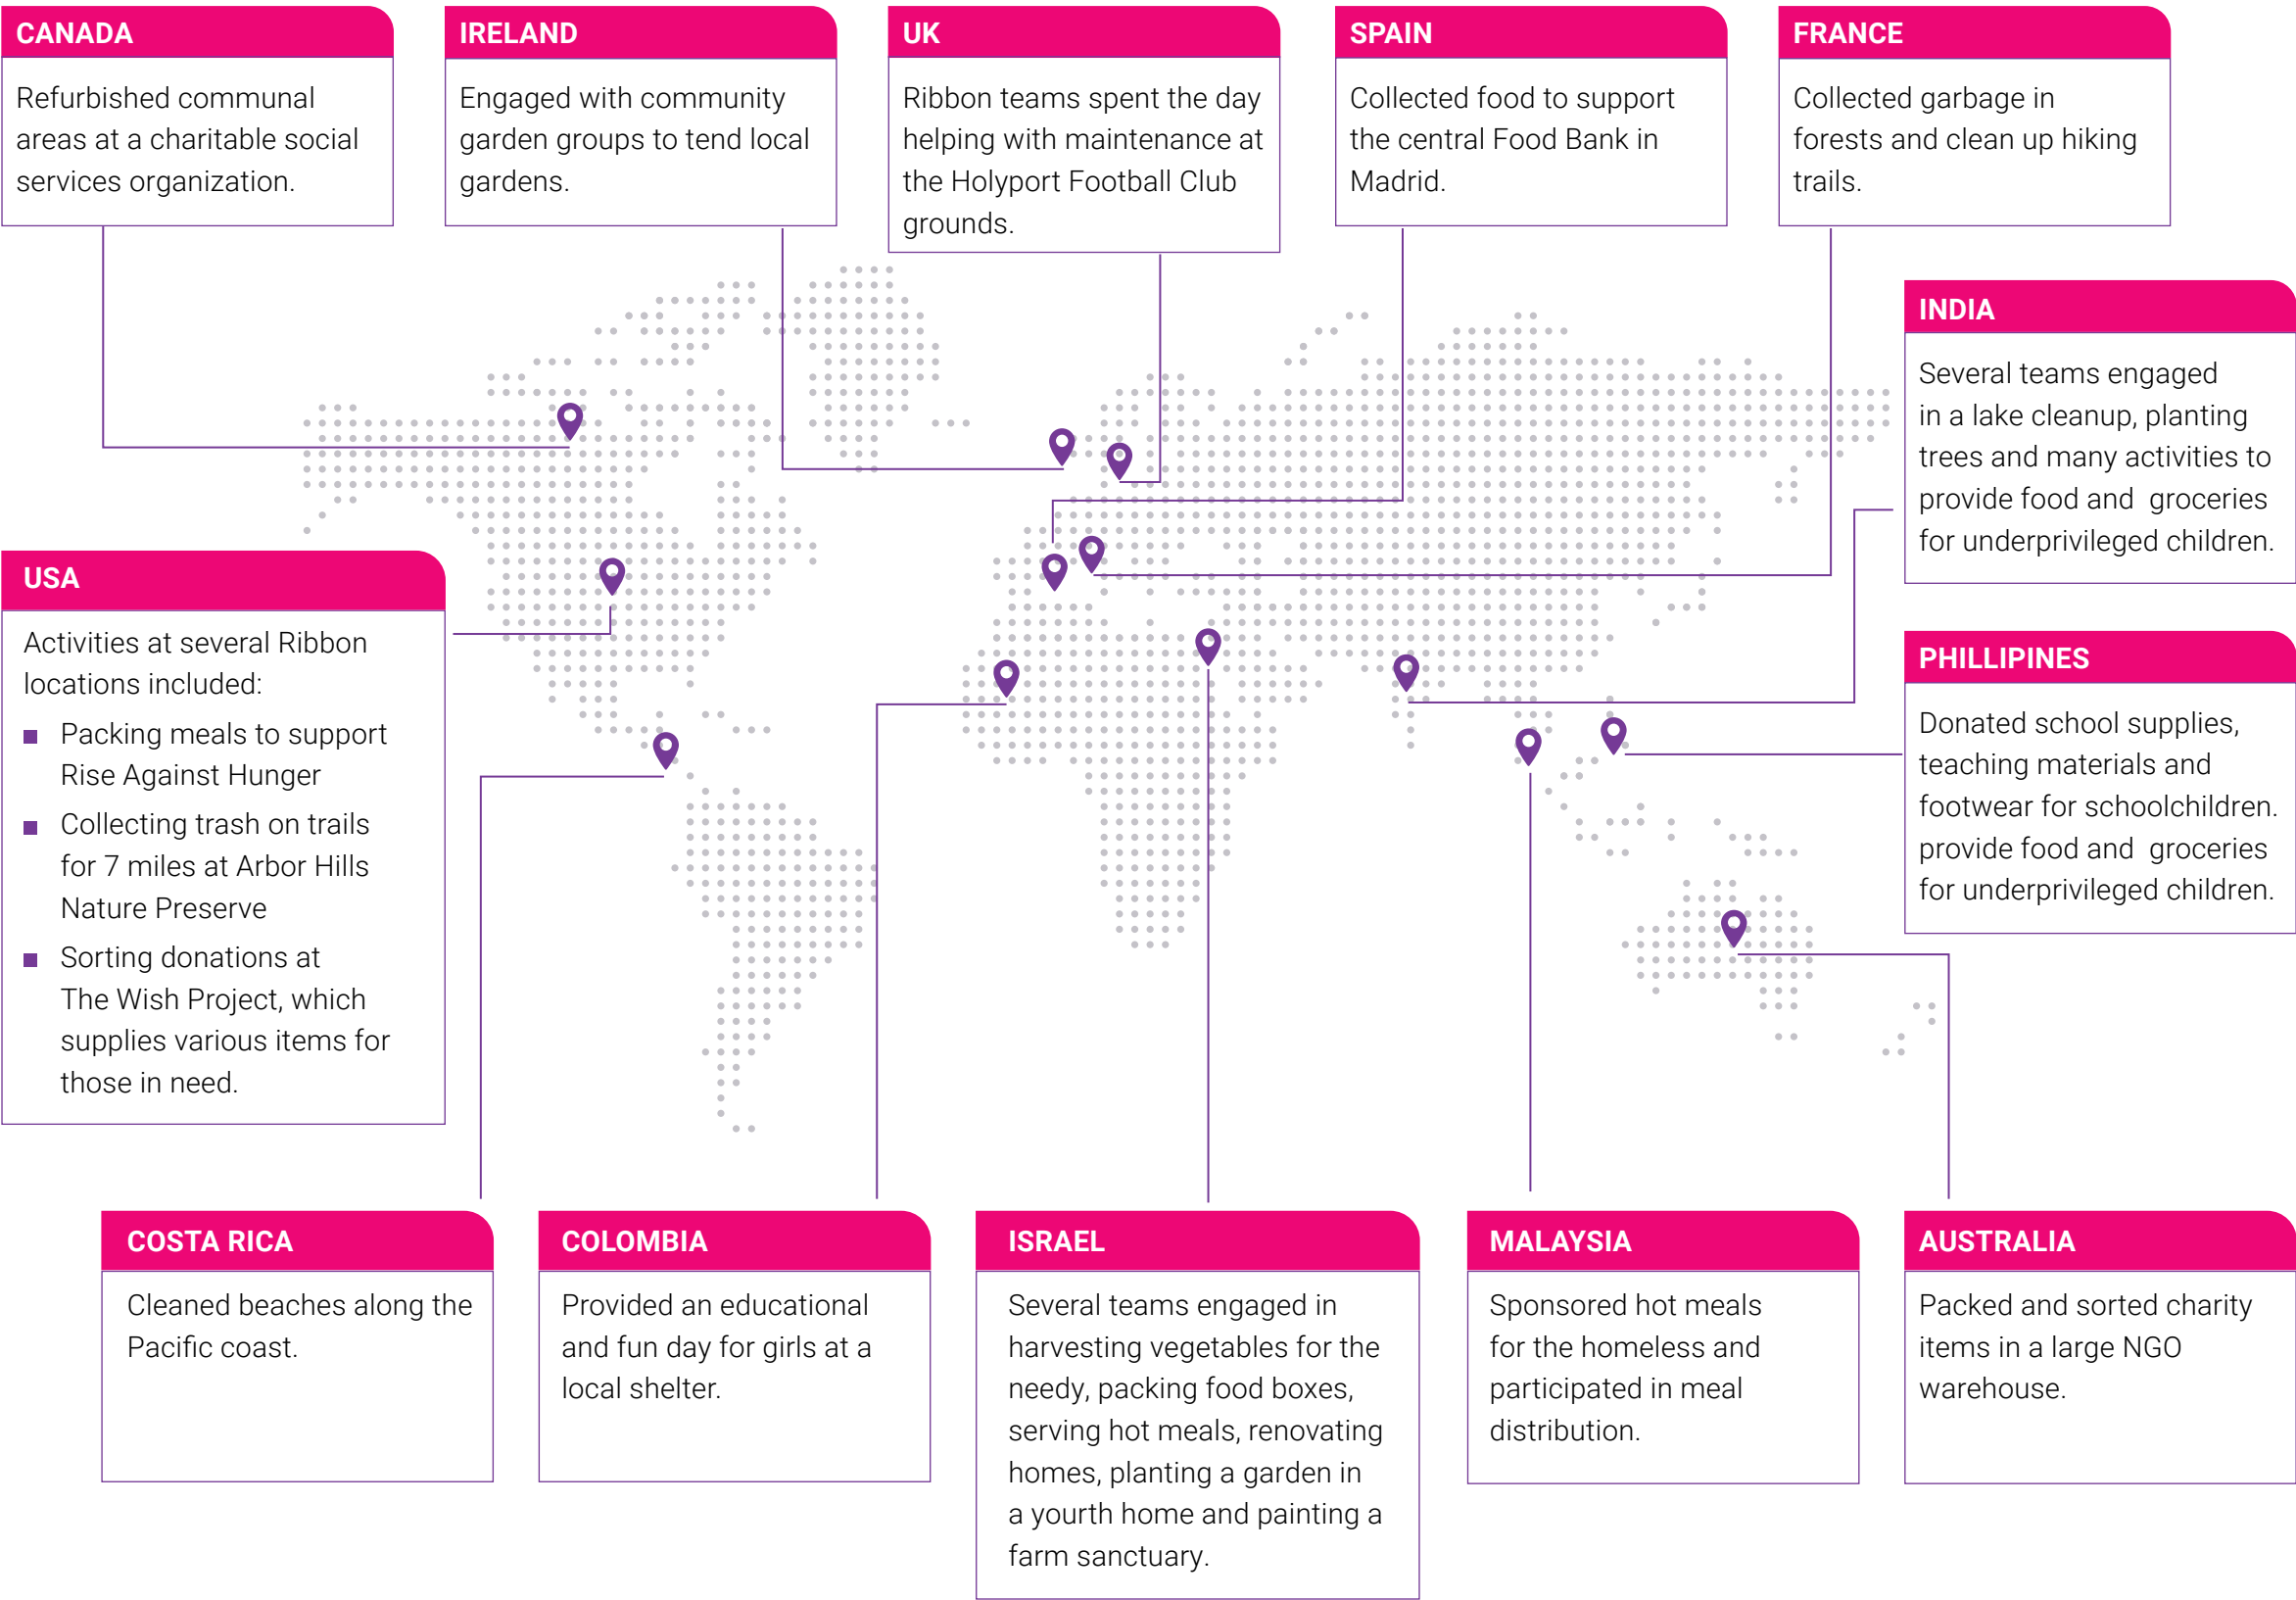 CANADA
Refurbished communal
areas at a charitable social
services organization.
IRELAND
Engaged with community
garden groups to tend local
gardens.
UK
Ribbon teams spent the day
helping with maintenance at
the Holyport Football Club
grounds.
SPAIN
Collected food to support
the central Food Bank in
Madrid.
FRANCE
Collected garbage in
forests and clean up hiking
trails.
INDIA
Several teams engaged
in a lake cleanup, planting
trees and many activities to
provide food and  groceries
for underprivileged children.
USA
Activities at several Ribbon
locations included:
■ Packing meals to support
Rise Against Hunger
■ Collecting trash on trails
for 7 miles at Arbor Hills
Nature Preserve
■ Sorting donations at
The Wish Project, which
supplies various items for
those in need.
PHILLIPINES
Donated school supplies,
teaching materials and
footwear for schoolchildren.
provide food and  groceries
for underprivileged children.
COSTA RICA
Cleaned beaches along the
Pacific coast.
COLOMBIA
Provided an educational
and fun day for girls at a
local shelter.
ISRAEL
Several teams engaged in
harvesting vegetables for the
needy, packing food boxes,
serving hot meals, renovating
homes, planting a garden in
a yourth home and painting a
farm sanctuary.
MALAYSIA
Sponsored hot meals
for the homeless and
participated in meal
distribution.
AUSTRALIA
Packed and sorted charity
items in a large NGO
warehouse.